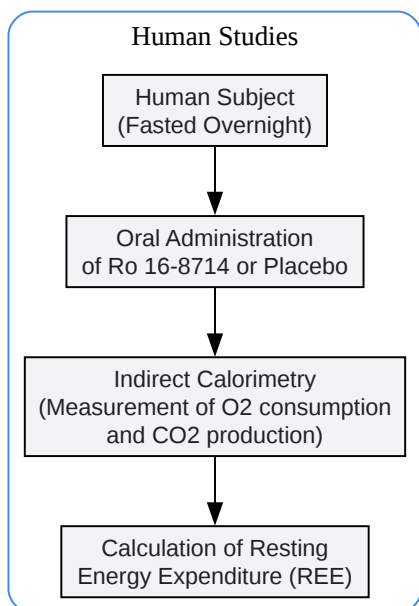 Human Studies
Human Subject
(Fasted Overnight)
Oral Administration
of Ro 16-8714 or Placebo
Indirect Calorimetry
(Measurement of O2 consumption
and CO2 production)
Calculation of Resting
Energy Expenditure (REE)